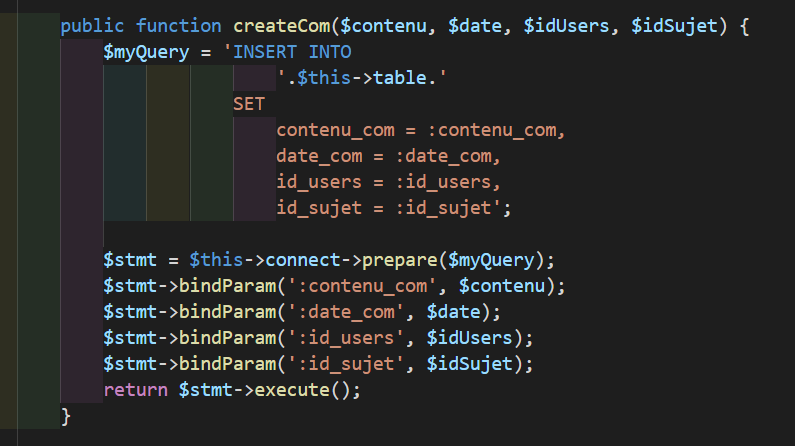 public function createCom($contenu, $date, $idUsers, $idSujet) {
$myQuery = 'INSERT INTO
'.$this->table.'
SET
contenu_com = :contenu_com,
date_com = :date_com,
id_users = :id_users,
id_sujet = :id_sujet';
$stmt = $this->connect->prepare($myQuery);
$stmt->bindParam(':contenu_com', $contenu);
$stmt->bindParam(':date_com', $date);
$stmt->bindParam(':id_users', $idUsers);
$stmt->bindParam(':id_sujet', $idSujet);
return $stmt->execute();
}